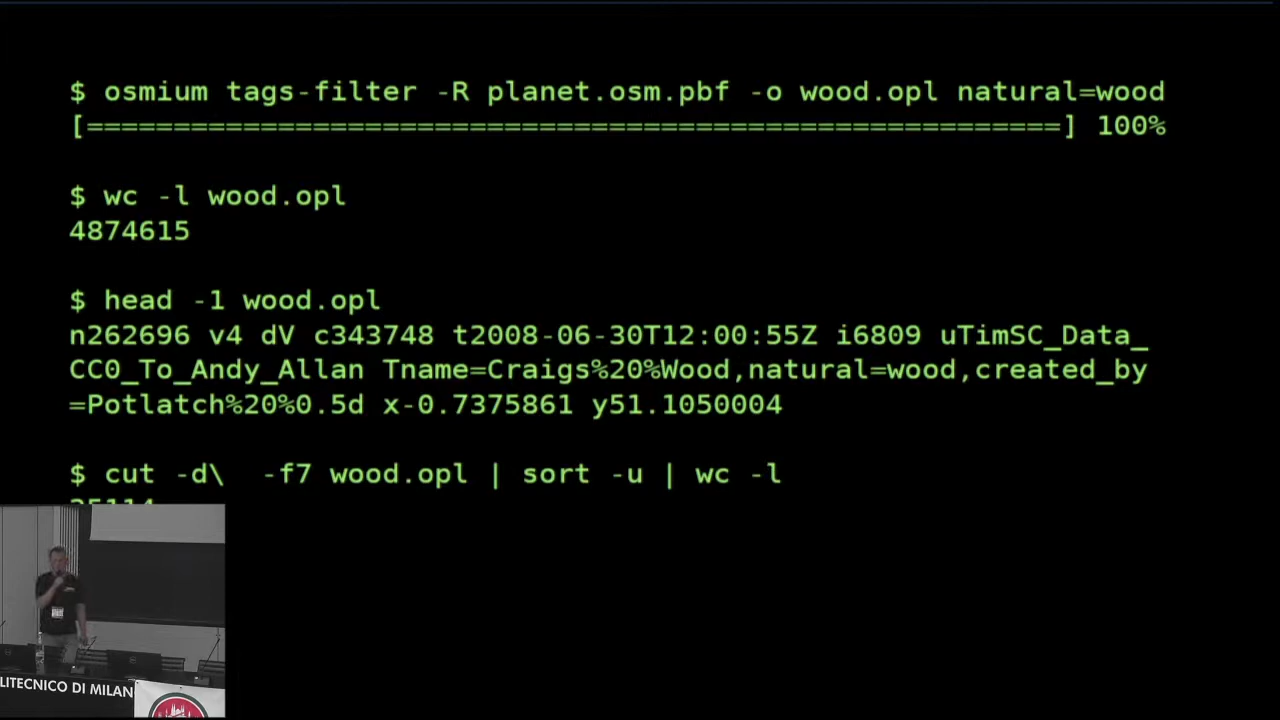 $ osmium tags-filter -R planet.osm.pbf -o wood.opl natural=wood
[========================================================] 100%
$ wc -l wood.opl
4874615
$ head -1 wood.opl
n262696 v4 dV c343748 t2008-06-30T12:00:55Z i6809 uTimSC_Data_
CC0_To_Andy_Allan Tname=Craigs%20%Wood,natural=wood,created_by
=Potlatch%20%0.5d x-0.7375861 y51.1050004
$ cut -d\  -f7 wood.opl | sort -u | wc -l
LITECNICO DI MILAN